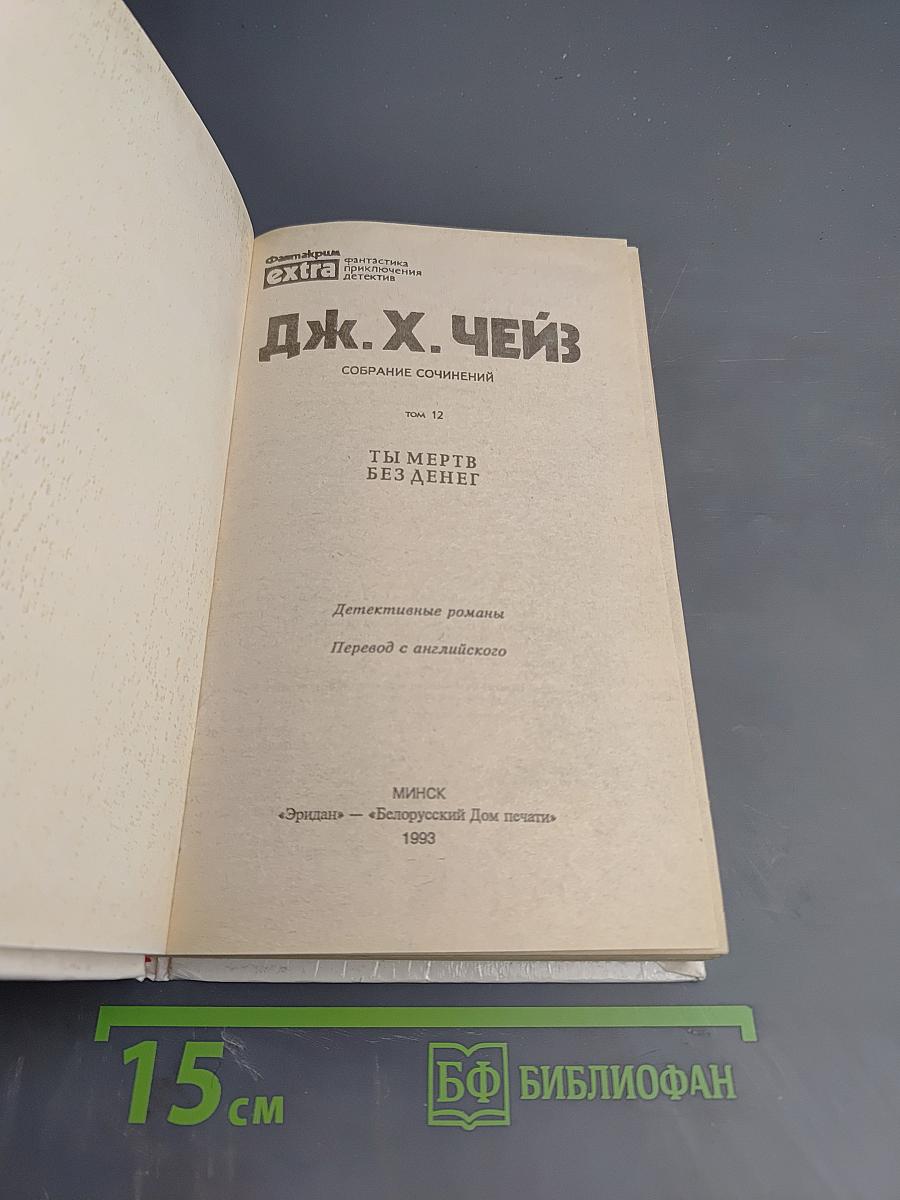 Фантакрим
extra
фантастика
приключения
детектив
ДЖ. Х. ЧЕЙЗ
СОБРАНИЕ СОЧИНЕНИЙ
том 12
ТЫ МЕРТВ
БЕЗ ДЕНЕГ
Детективные романы
Перевод с английского
МИНСК
«Эридан» — «Белорусский Дом печати»
1993
15 см
БФ БИБЛИОФАН